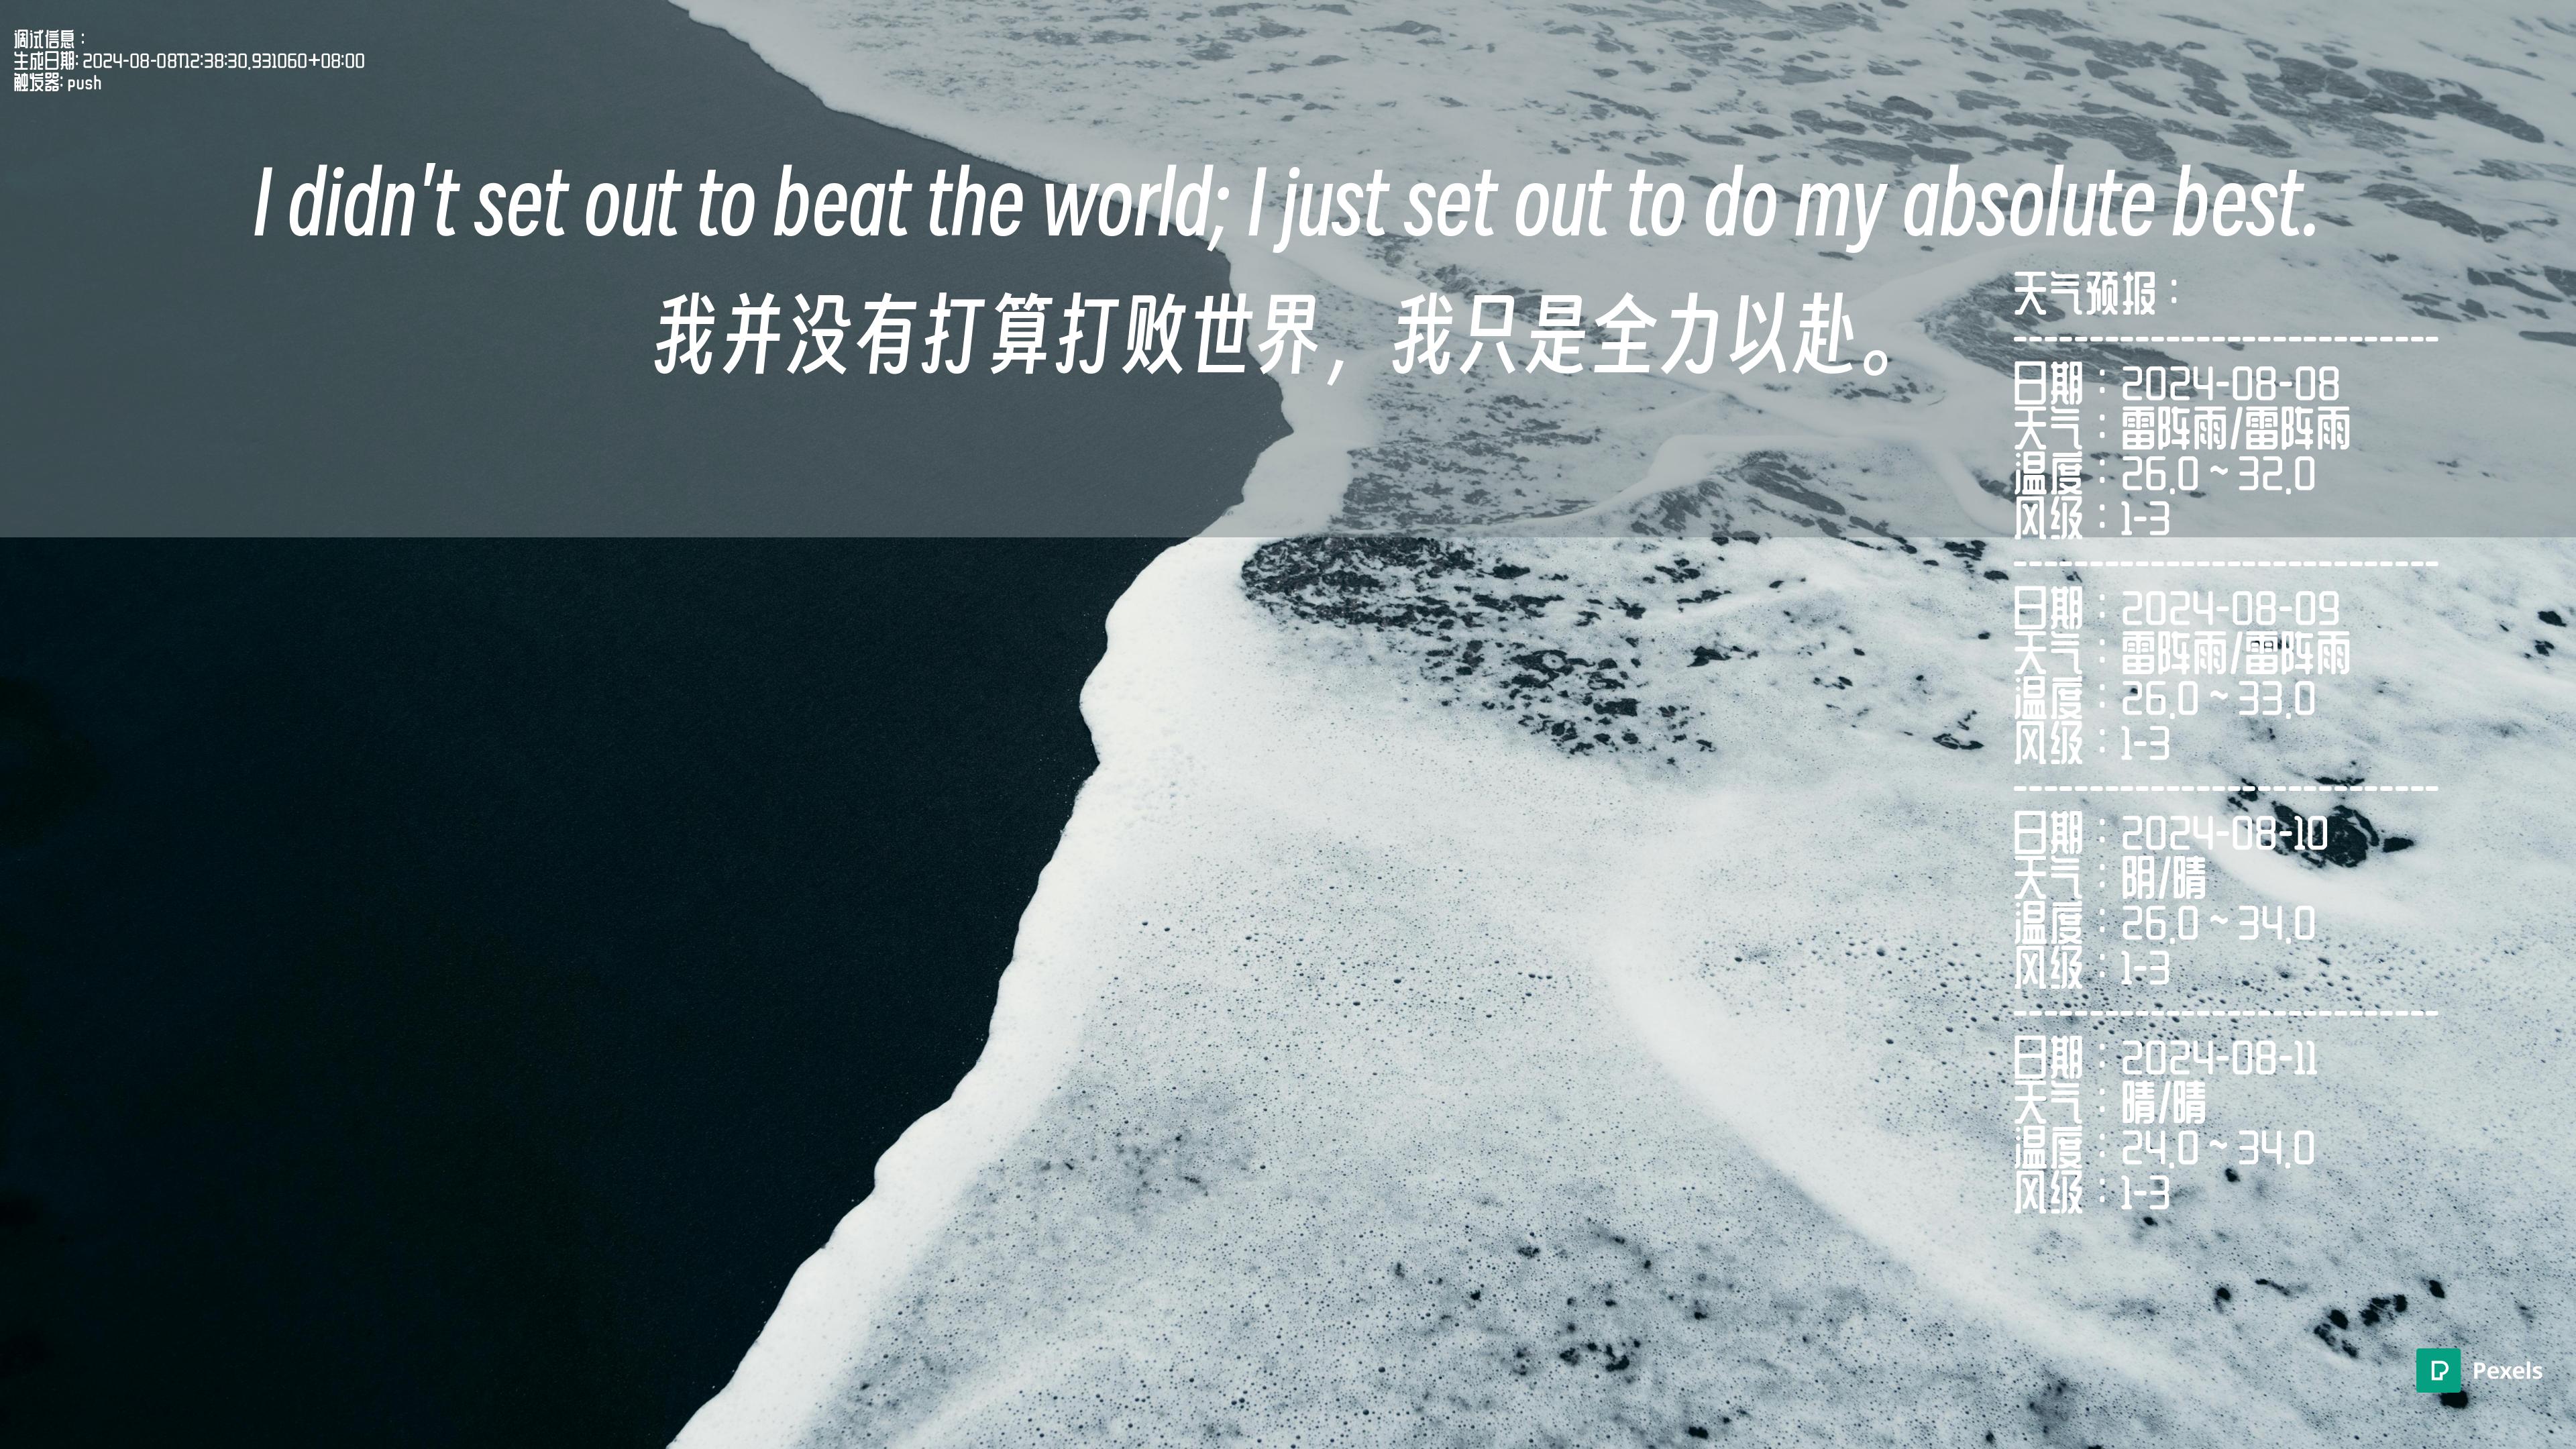 调试信息：
生成日期: 2024-08-08T12:38:30.931060+08:00
触发器: push
I didn't set out to beat the world; I just set out to do my absolute best.
我并没有打算打败世界，我只是全力以赴。
天气预报：
------------------------------
日期：2024-08-08
天气：雷阵雨/雷阵雨
温度：26.0 ~ 32.0
风级：1-3
------------------------------
日期：2024-08-09
天气：雷阵雨/雷阵雨
温度：26.0 ~ 33.0
风级：1-3
------------------------------
日期：2024-08-10
天气：阴/晴
温度：26.0 ~ 34.0
风级：1-3
------------------------------
日期：2024-08-11
天气：晴/晴
温度：24.0 ~ 34.0
风级：1-3
Pexels